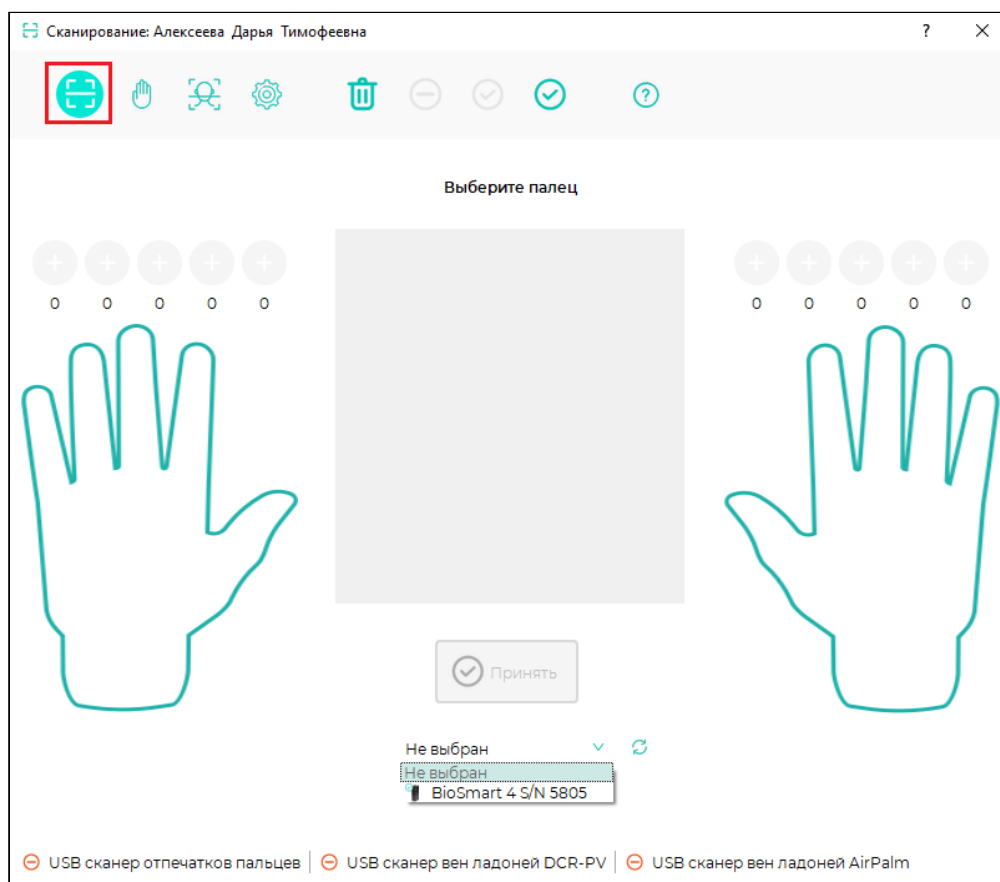 Сканирование: Алексеева Дарья Тимофеевна
?
Выберите палец
0 0 0 0 0
0 0 0 0 0
Принять
Не выбран
Не выбран
BioSmart 4 S/N 5805
USB сканер отпечатков пальцев
USB сканер вен ладоней DCR-PV
USB сканер вен ладоней AirPalm